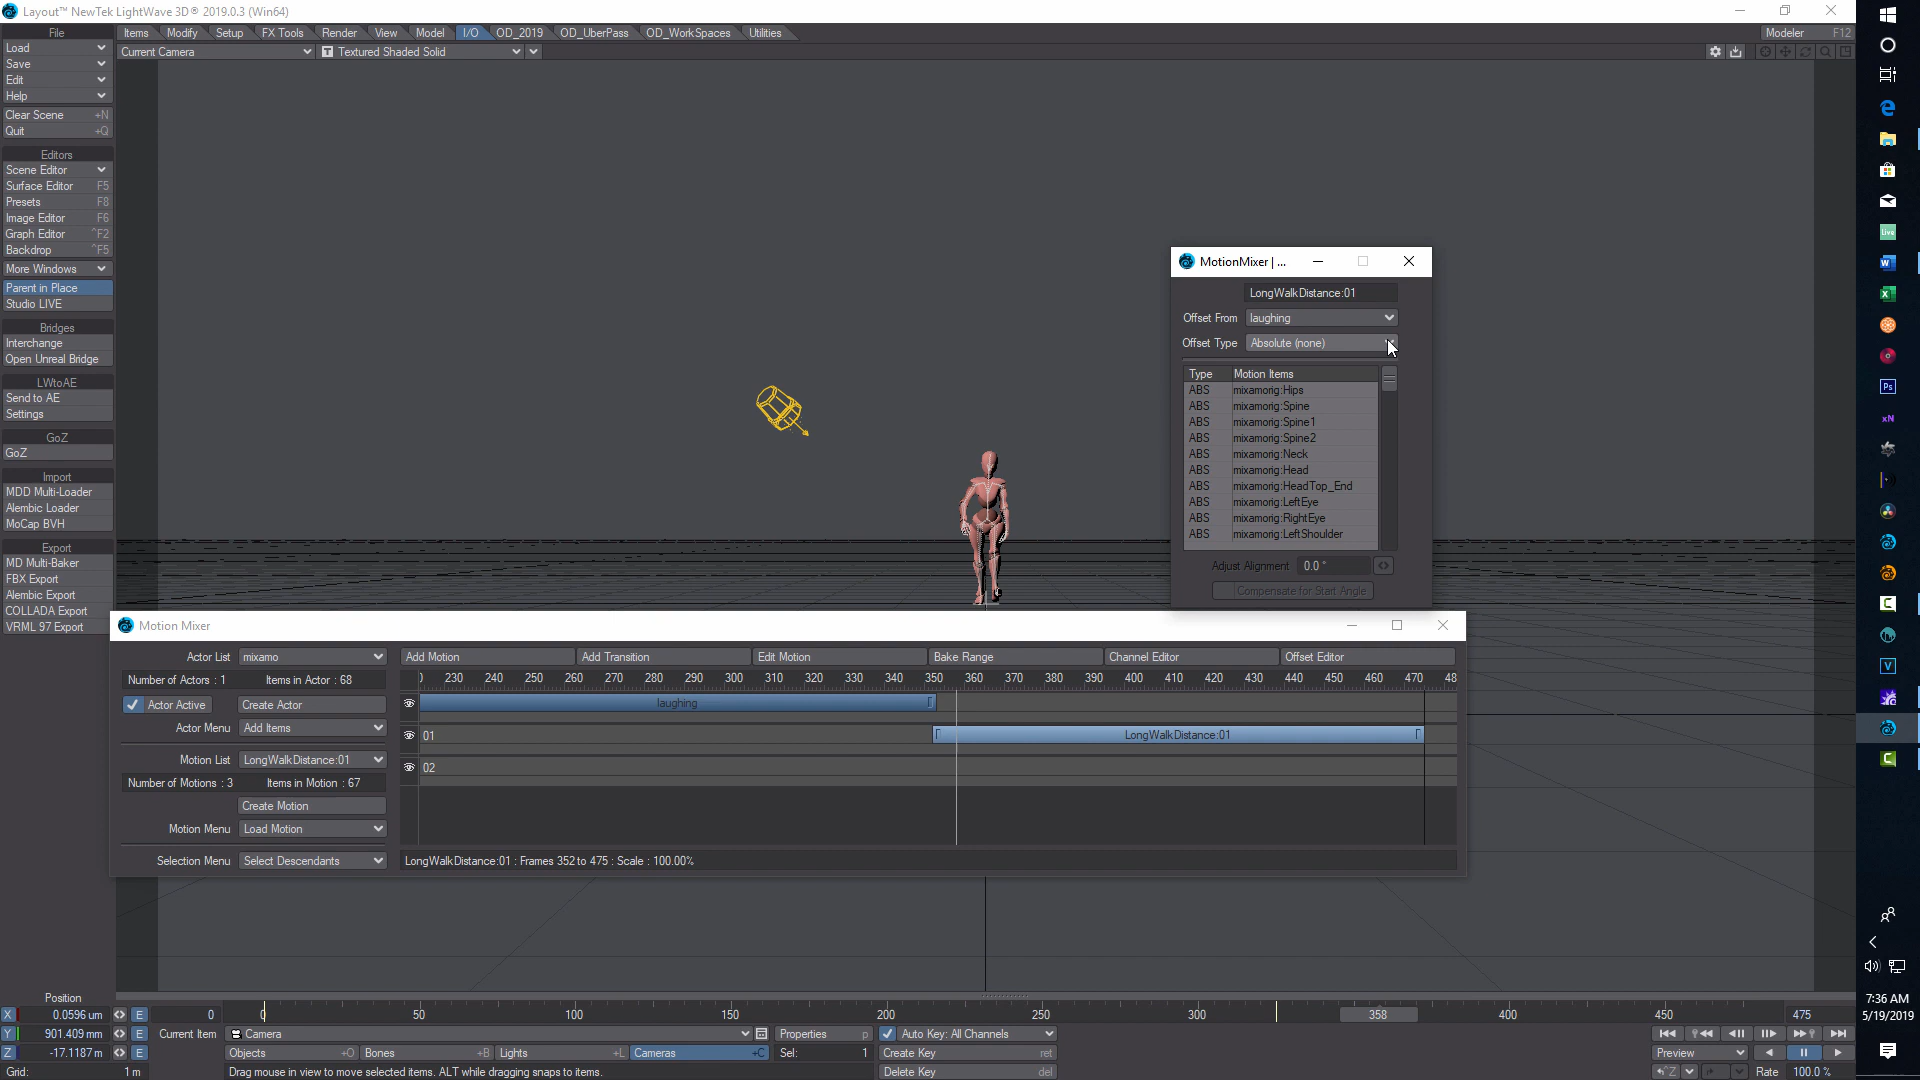 Layout™ NewTek LightWave 3D® 2019.0.3 (Win64)
File
Items
Modify
Setup
FX Tools
Render
View
Model
I/O
OD_2019
OD_UberPass
OD_WorkSpaces
Utilities
Modeler F12
Current Camera
T Textured Shaded Solid
Load
Save
Edit
Help
Clear Scene +N
Quit +Q
Editors
Scene Editor
Surface Editor F5
Presets F8
Image Editor F6
Graph Editor ^F2
Backdrop ^F5
More Windows
Parent in Place
Studio LIVE
Bridges
Interchange
Open Unreal Bridge
LWtoAE
Send to AE
Settings
GoZ
GoZ
Import
MDD Multi-Loader
Alembic Loader
MoCap BVH
Export
MD Multi-Baker
FBX Export
Alembic Export
COLLADA Export
VRML 97 Export
MotionMixer | ...
LongWalkDistance:01
Offset From laughing
Offset Type Absolute (none)
Type Motion Items
ABS mixamorig:Hips
ABS mixamorig:Spine
ABS mixamorig:Spine1
ABS mixamorig:Spine2
ABS mixamorig:Neck
ABS mixamorig:Head
ABS mixamorig:HeadTop_End
ABS mixamorig:LeftEye
ABS mixamorig:RightEye
ABS mixamorig:LeftShoulder
Adjust Alignment 0.0 °
Compensate for Start Angle
Motion Mixer
Actor List mixamo
Add Motion
Add Transition
Edit Motion
Bake Range
Channel Editor
Offset Editor
Number of Actors : 1 Items in Actor : 68
230 240 250 260 270 280 290 300 310 320 330 340 350 360 370 380 390 400 410 420 430 440 450 460 470 48
Actor Active
Create Actor
laughing
Actor Menu Add Items
01
LongWalkDistance:01
Motion List LongWalkDistance:01
02
Number of Motions : 3 Items in Motion : 67
Create Motion
Motion Menu Load Motion
Selection Menu Select Descendants
LongWalkDistance:01 : Frames 352 to 475 : Scale : 100.00%
Position
X 0.0596 um E
Y 901.409 mm E
Z -17.1187 m E
Grid: 1 m
0
0 50 100 150 200 250 300 358 400 450
475
Current Item Camera
Properties p
Auto Key: All Channels
Objects +O
Bones +B
Lights +L
Cameras +C
Sel: 1
Create Key ret
Drag mouse in view to move selected items. ALT while dragging snaps to items.
Delete Key del
Preview
^Z
Rate 100.0 %
Live
W
X
Ps
xN
C
V
C
7:36 AM
5/19/2019